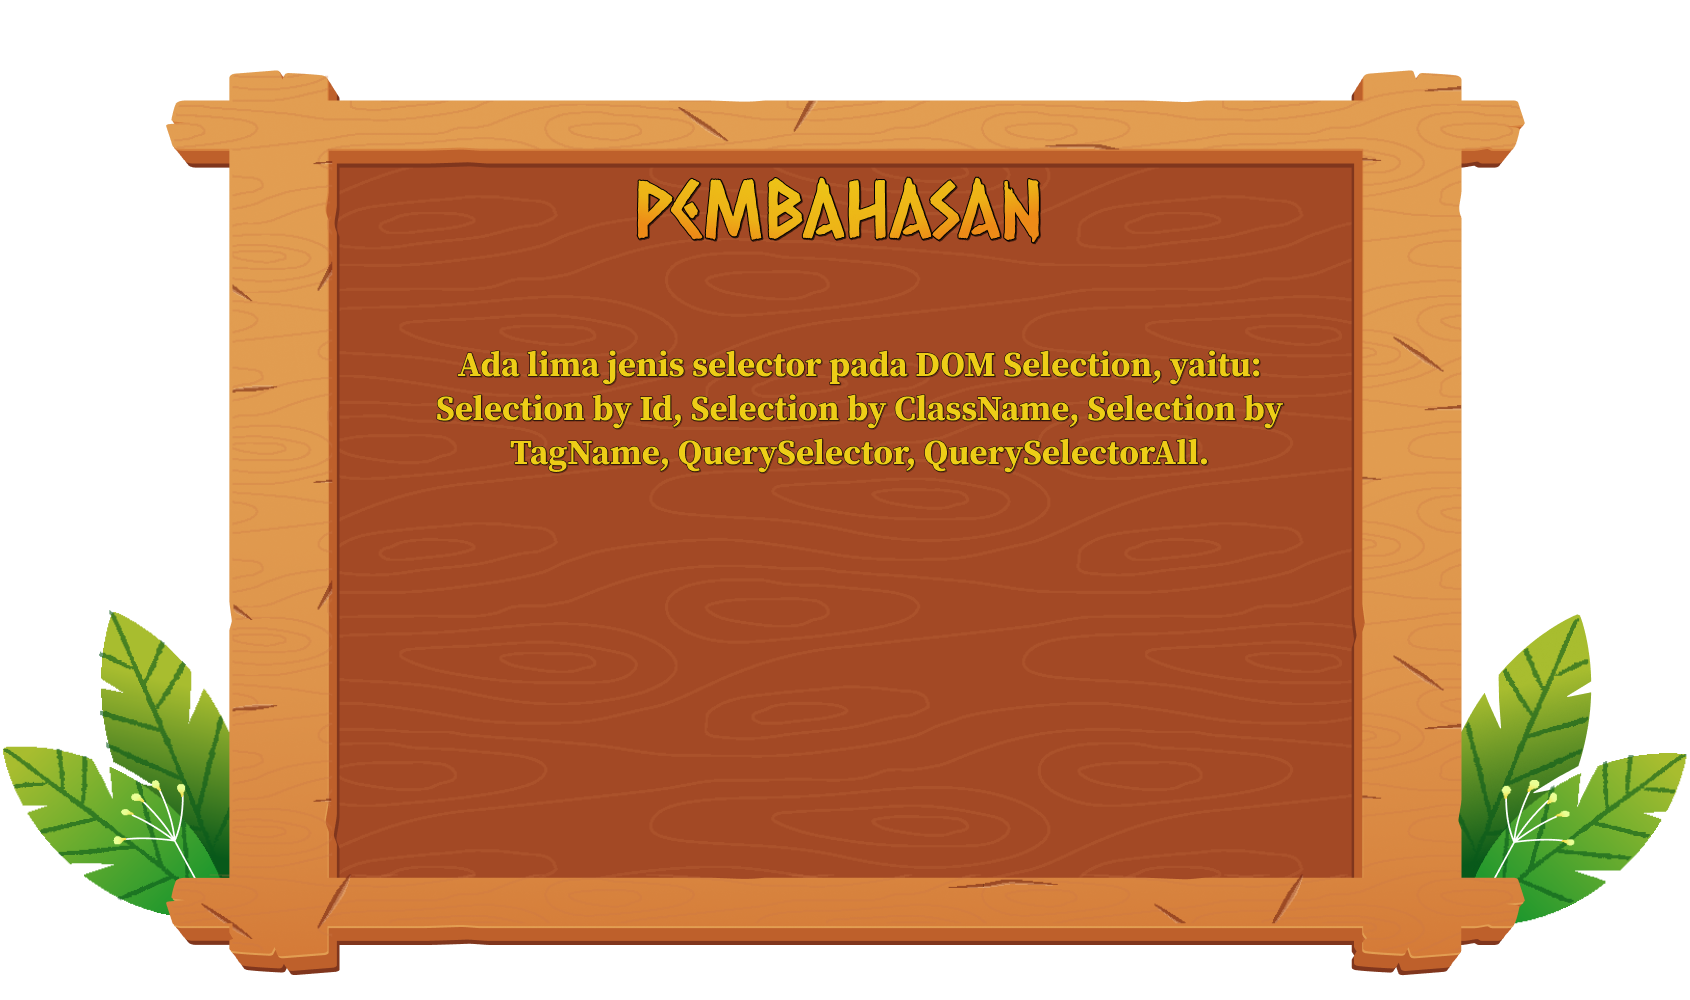 PEMBAHASAN
Ada lima jenis selector pada DOM Selection, yaitu:
Selection by Id, Selection by ClassName, Selection by
TagName, QuerySelector, QuerySelectorAll.